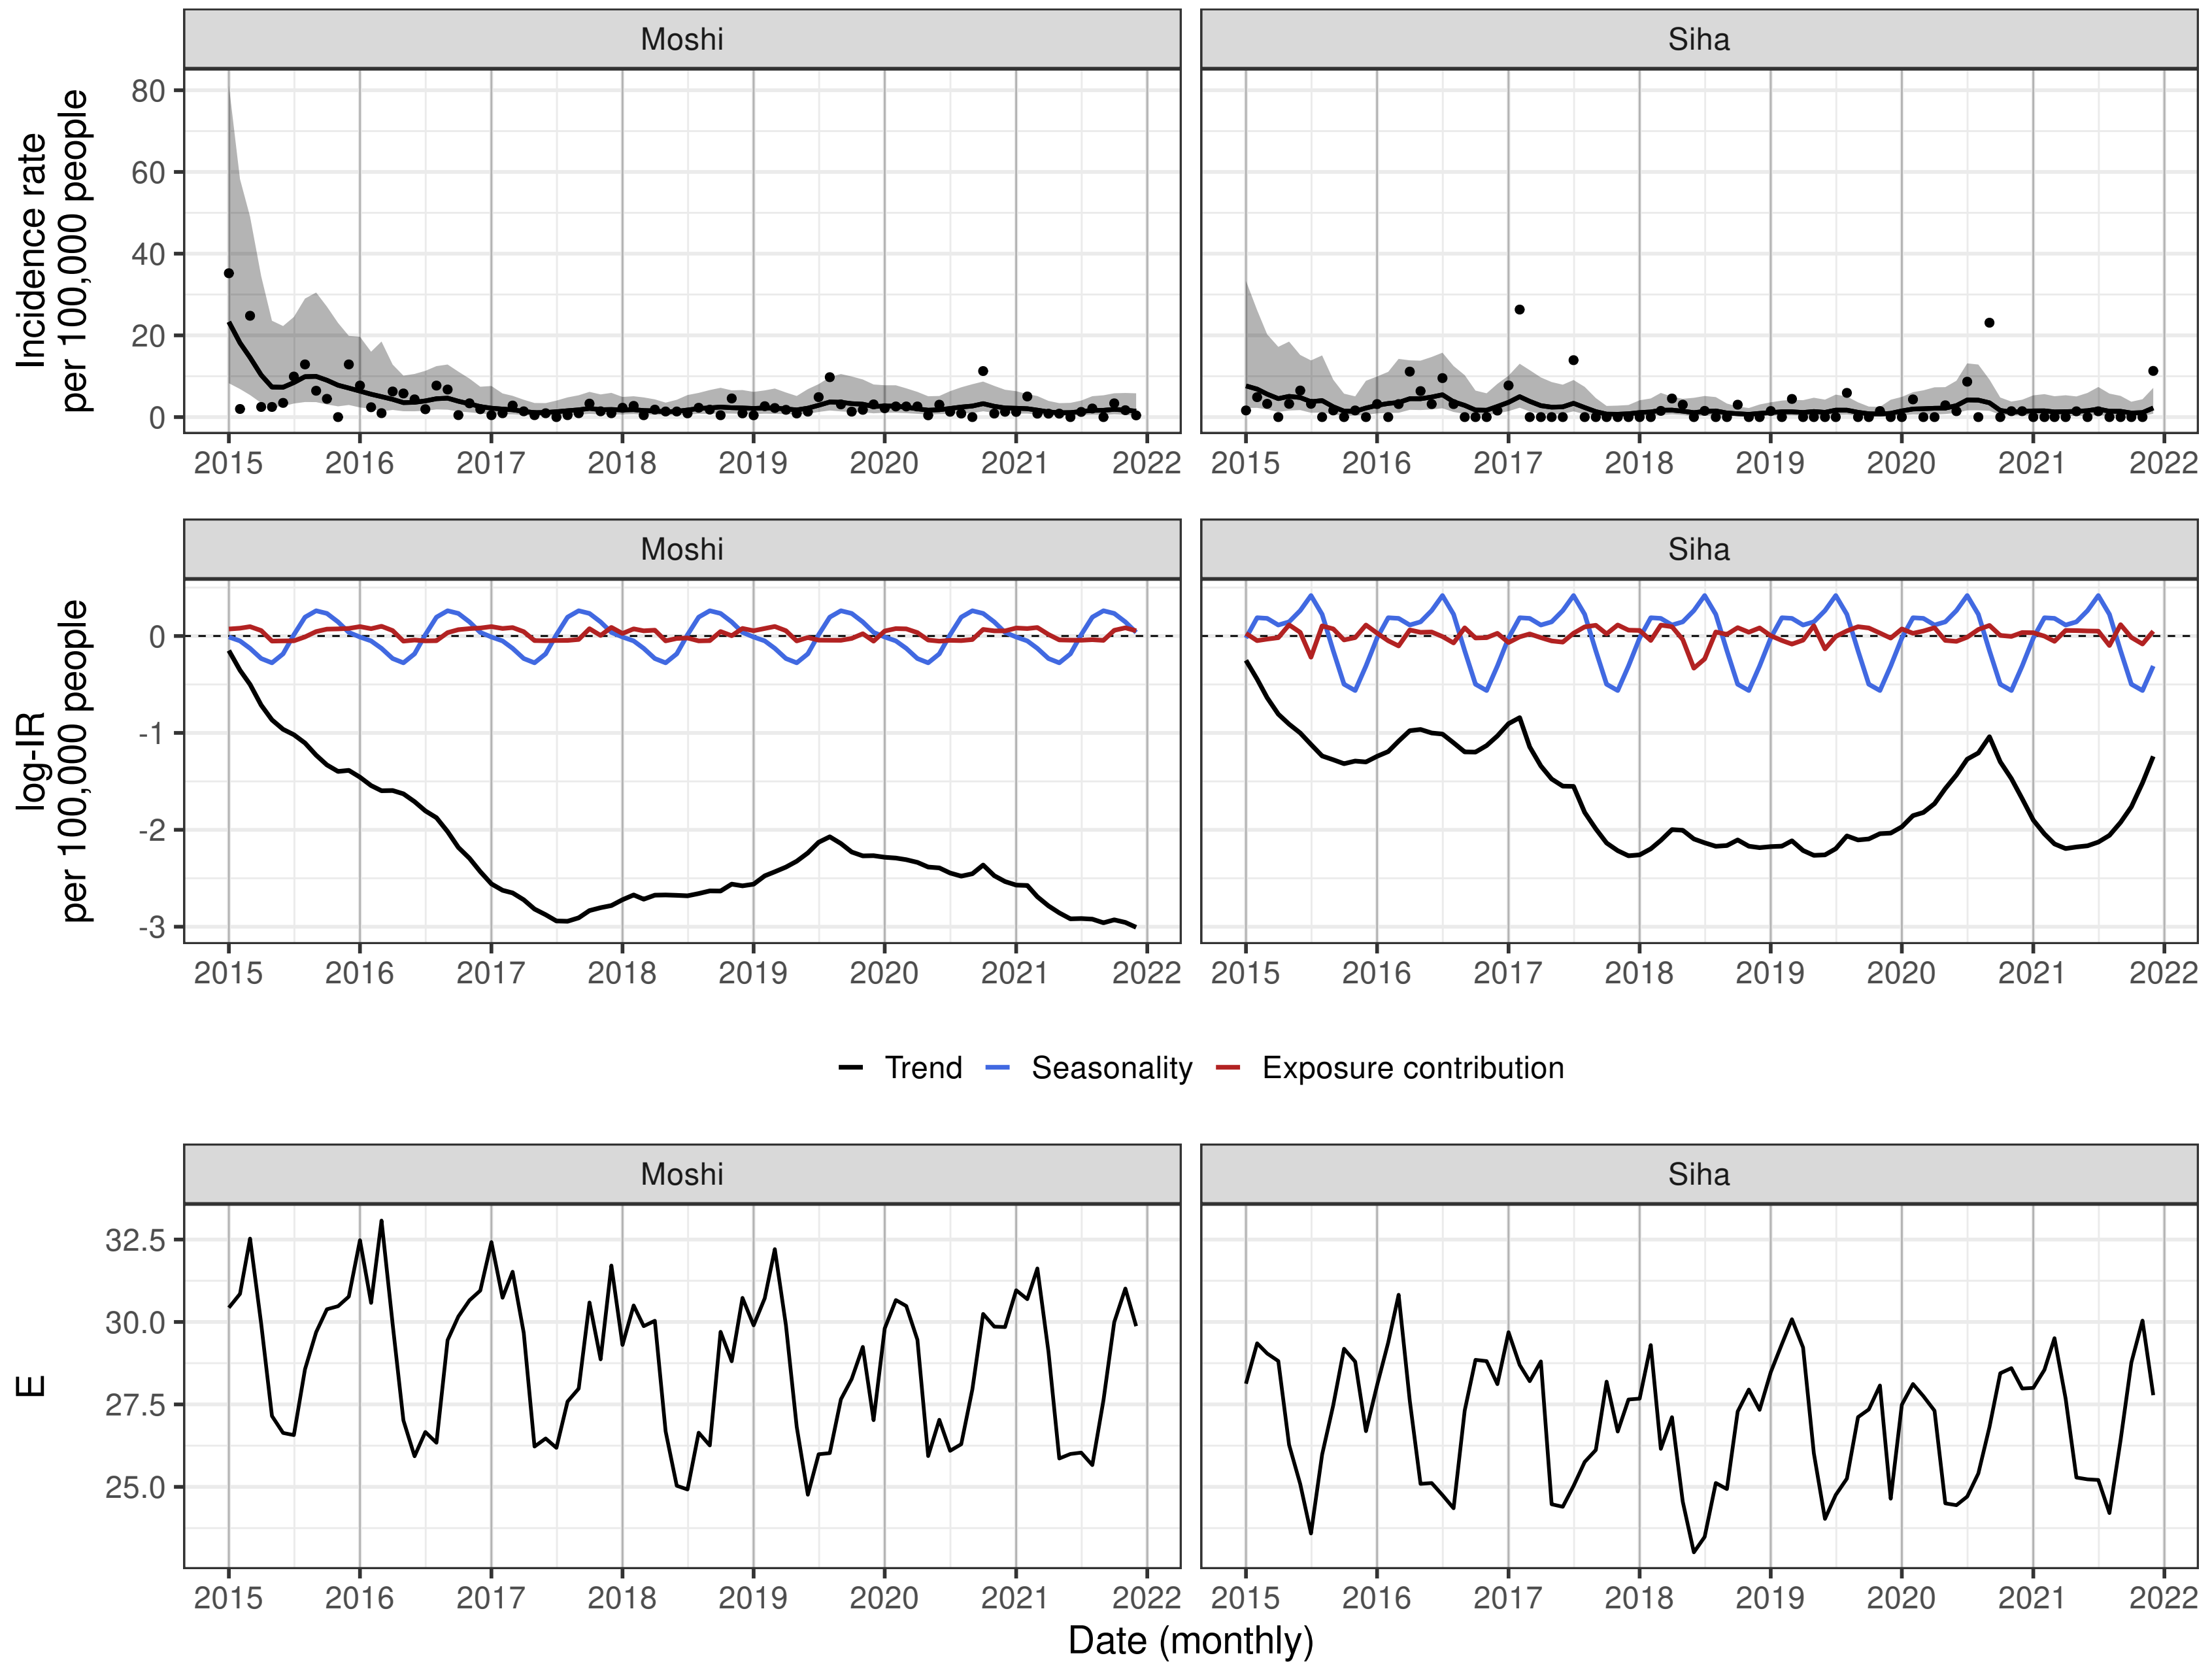 Moshi
Siha
Incidence rate
per 100,000 people
80
60
40
20
0
2015 2016 2017 2018 2019 2020 2021 2022
2015 2016 2017 2018 2019 2020 2021 2022
Moshi
Siha
log-IR
per 100,000 people
0
-1
-2
-3
2015 2016 2017 2018 2019 2020 2021 2022
2015 2016 2017 2018 2019 2020 2021 2022
Trend Seasonality Exposure contribution
Moshi
Siha
E
32.5
30.0
27.5
25.0
2015 2016 2017 2018 2019 2020 2021 2022
2015 2016 2017 2018 2019 2020 2021 2022
Date (monthly)